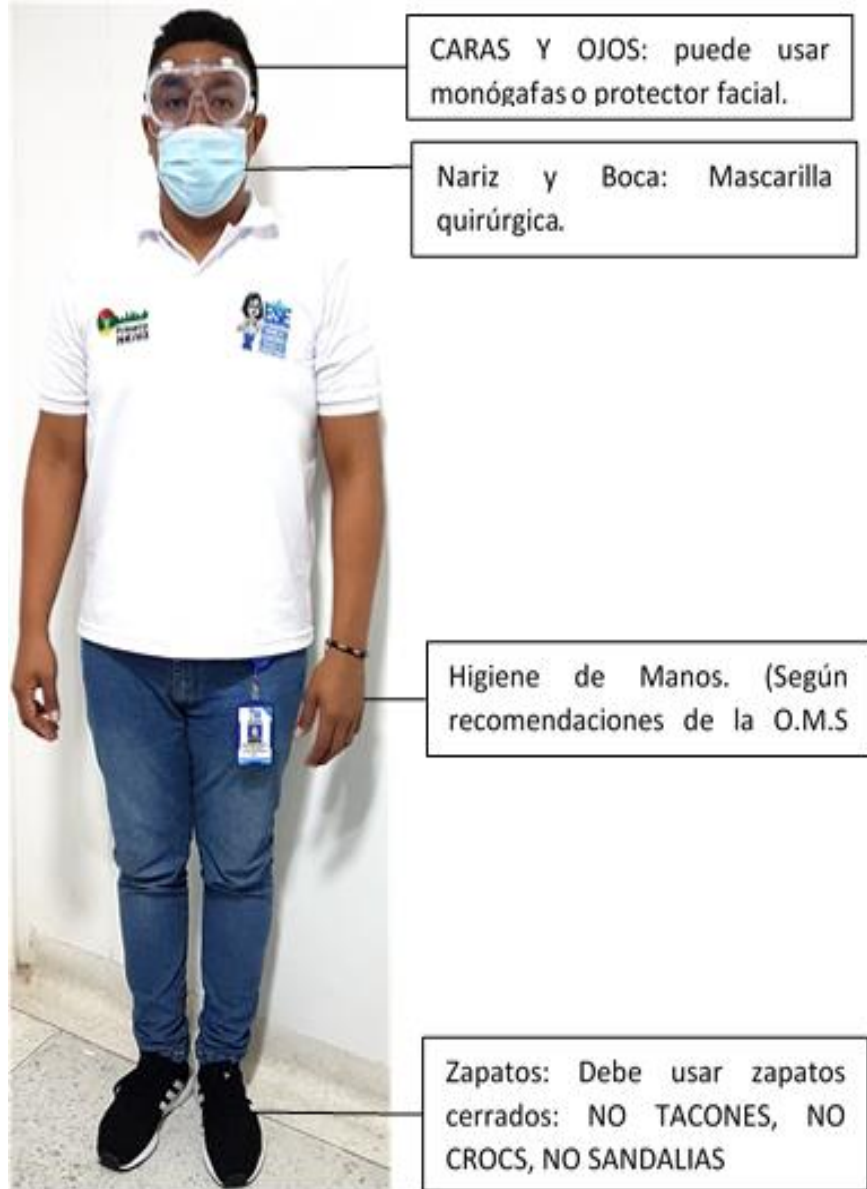 CARAS Y OJOS: puede usar
monógafas o protector facial.
Nariz y Boca: Mascarilla
quirúrgica.
ESE
Higiene de Manos. (Según
recomendaciones de la O.M.S
Zapatos: Debe usar zapatos
cerrados: NO TACONES, NO
CROCS, NO SANDALIAS